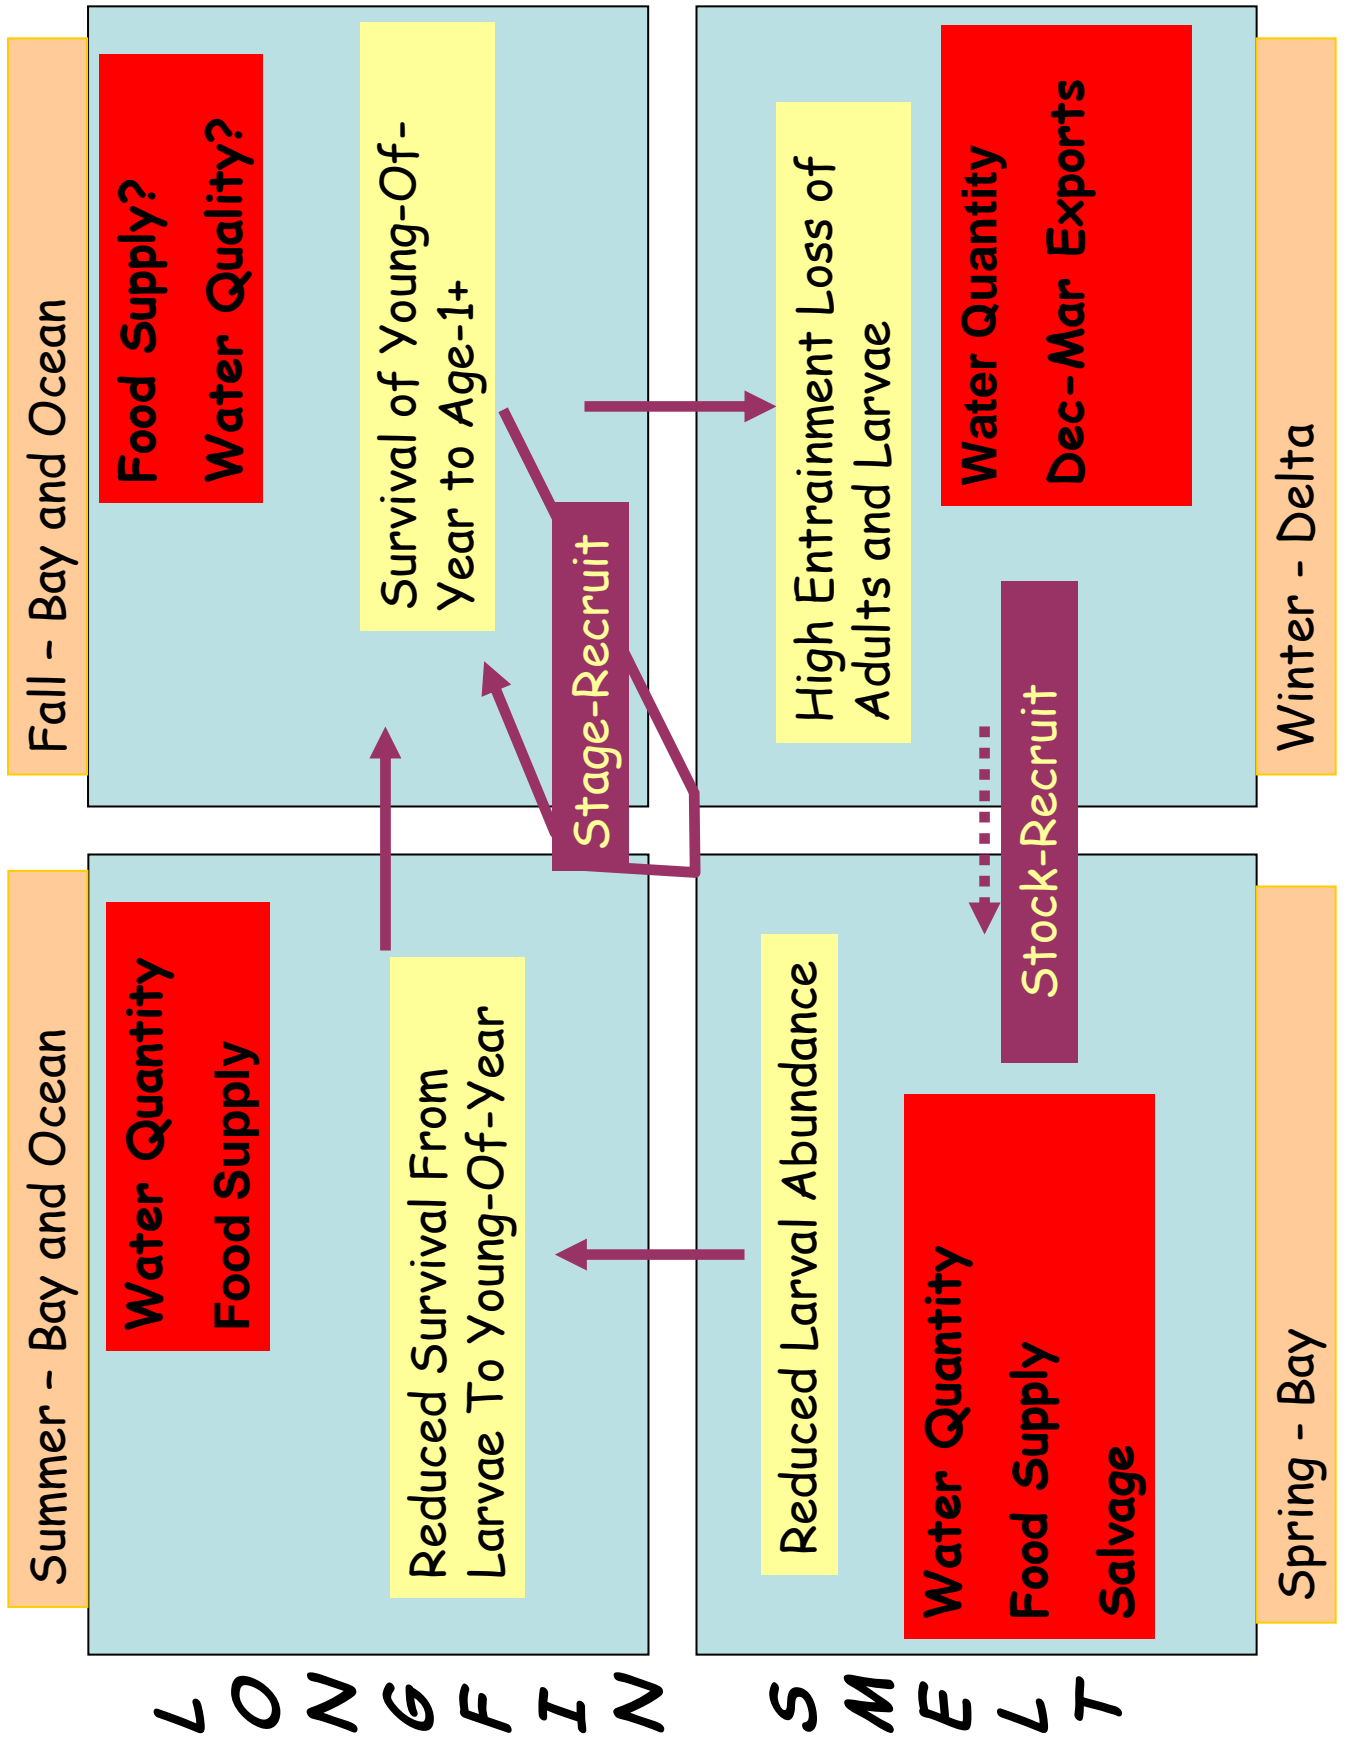 LONGFIN SMELT
Summer - Bay and Ocean
Water Quantity
Food Supply
Reduced Survival From
Larvae To Young-Of-Year
Fall - Bay and Ocean
Food Supply?
Water Quality?
Survival of Young-Of-
Year to Age-1+
Stage-Recruit
Reduced Larval Abundance
Water Quantity
Food Supply
Salvage
Spring - Bay
High Entrainment Loss of
Adults and Larvae
Water Quantity
Dec-Mar Exports
Stock-Recruit
Winter - Delta